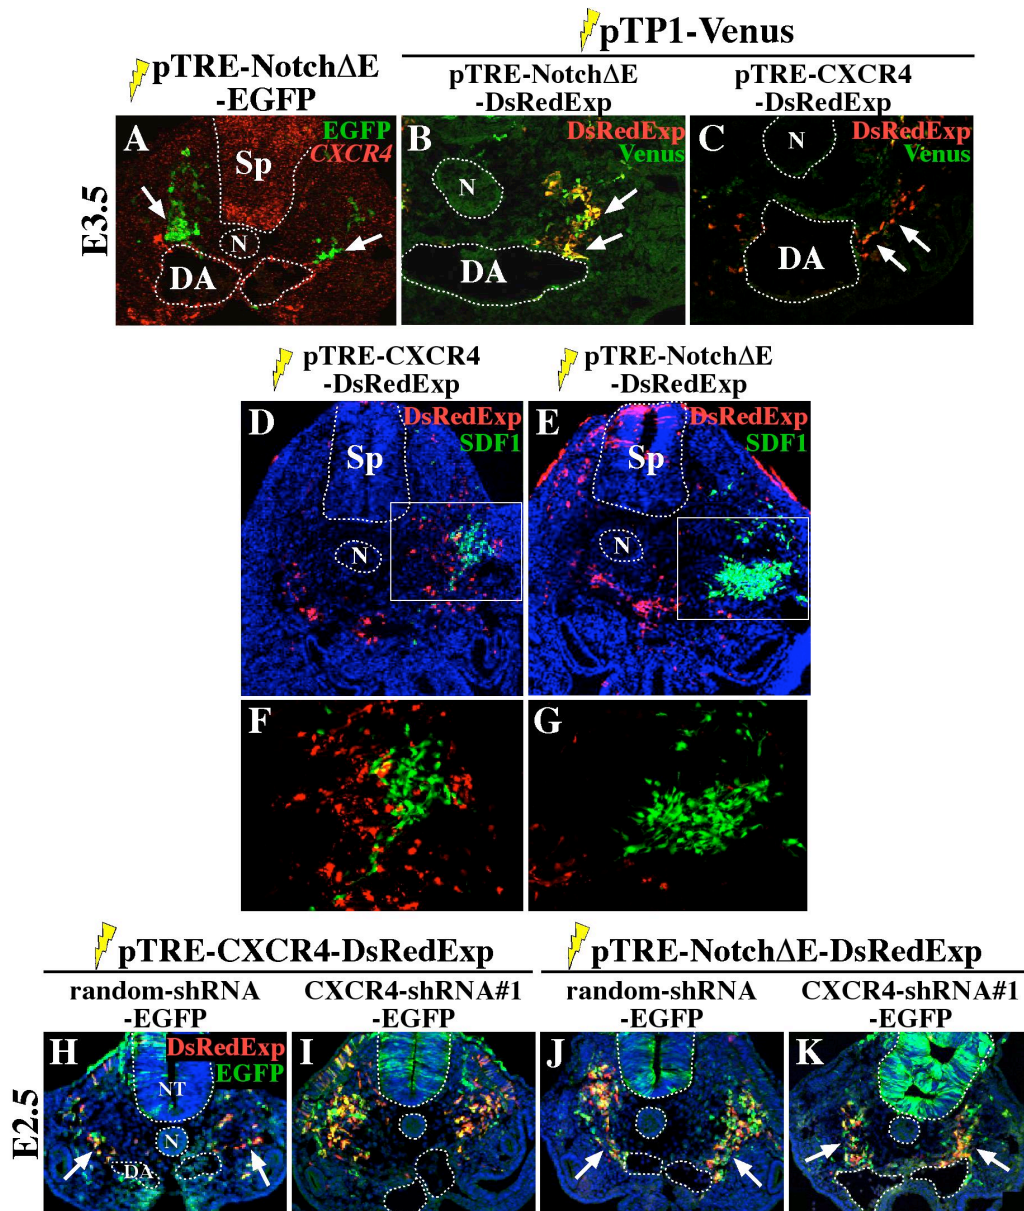 pTP1-Venus
pTRE-NotchΔE
-EGFP
pTRE-NotchΔE
-DsRedExp
pTRE-CXCR4
-DsRedExp
E3.5
A
EGFP
CXCR4
Sp
N
DA
B
DsRedExp
Venus
N
DA
C
DsRedExp
Venus
N
DA
pTRE-CXCR4
-DsRedExp
pTRE-NotchΔE
-DsRedExp
D
DsRedExp
SDF1
Sp
N
E
DsRedExp
SDF1
Sp
N
F
G
pTRE-CXCR4-DsRedExp
pTRE-NotchΔE-DsRedExp
random-shRNA
-EGFP
CXCR4-shRNA#1
-EGFP
random-shRNA
-EGFP
CXCR4-shRNA#1
-EGFP
E2.5
H
DsRedExp
EGFP
NT
N
DA
I
J
K